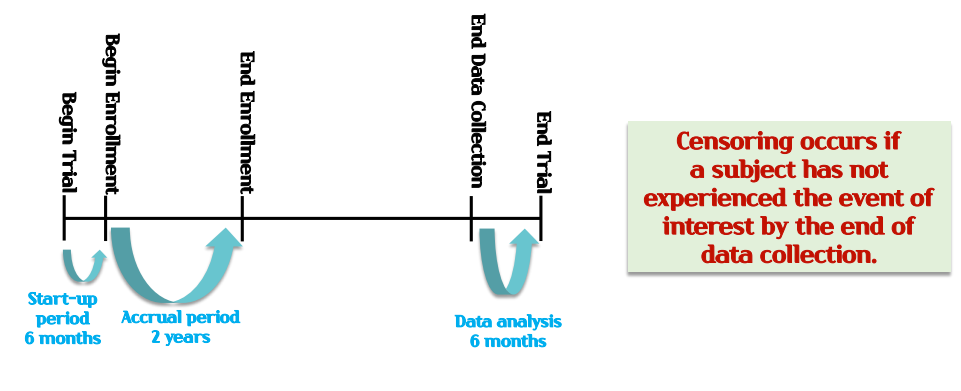 Begin Trial
Begin Enrollment
End Enrollment
End Data Collection
End Trial
Start-up
period
6 months
Accrual period
2 years
Data analysis
6 months
Censoring occurs if
a subject has not
experienced the event of
interest by the end of
data collection.